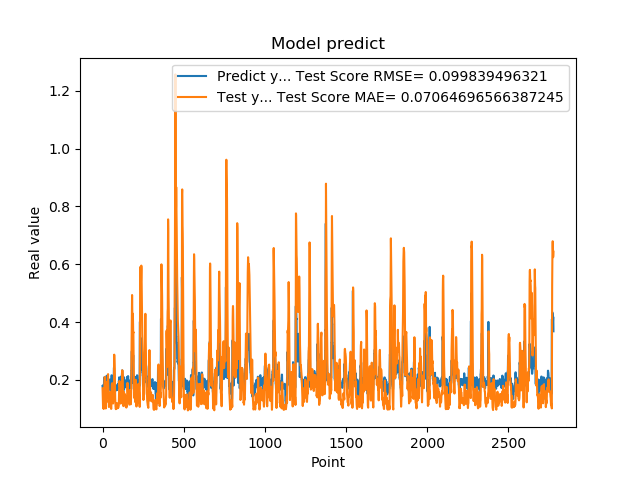 Model predict
Predict y... Test Score RMSE= 0.099839496321
Test y... Test Score MAE= 0.07064696566387245
1.2
1.0
0.8
0.6
0.4
0.2
Real value
0 500 1000 1500 2000 2500
Point